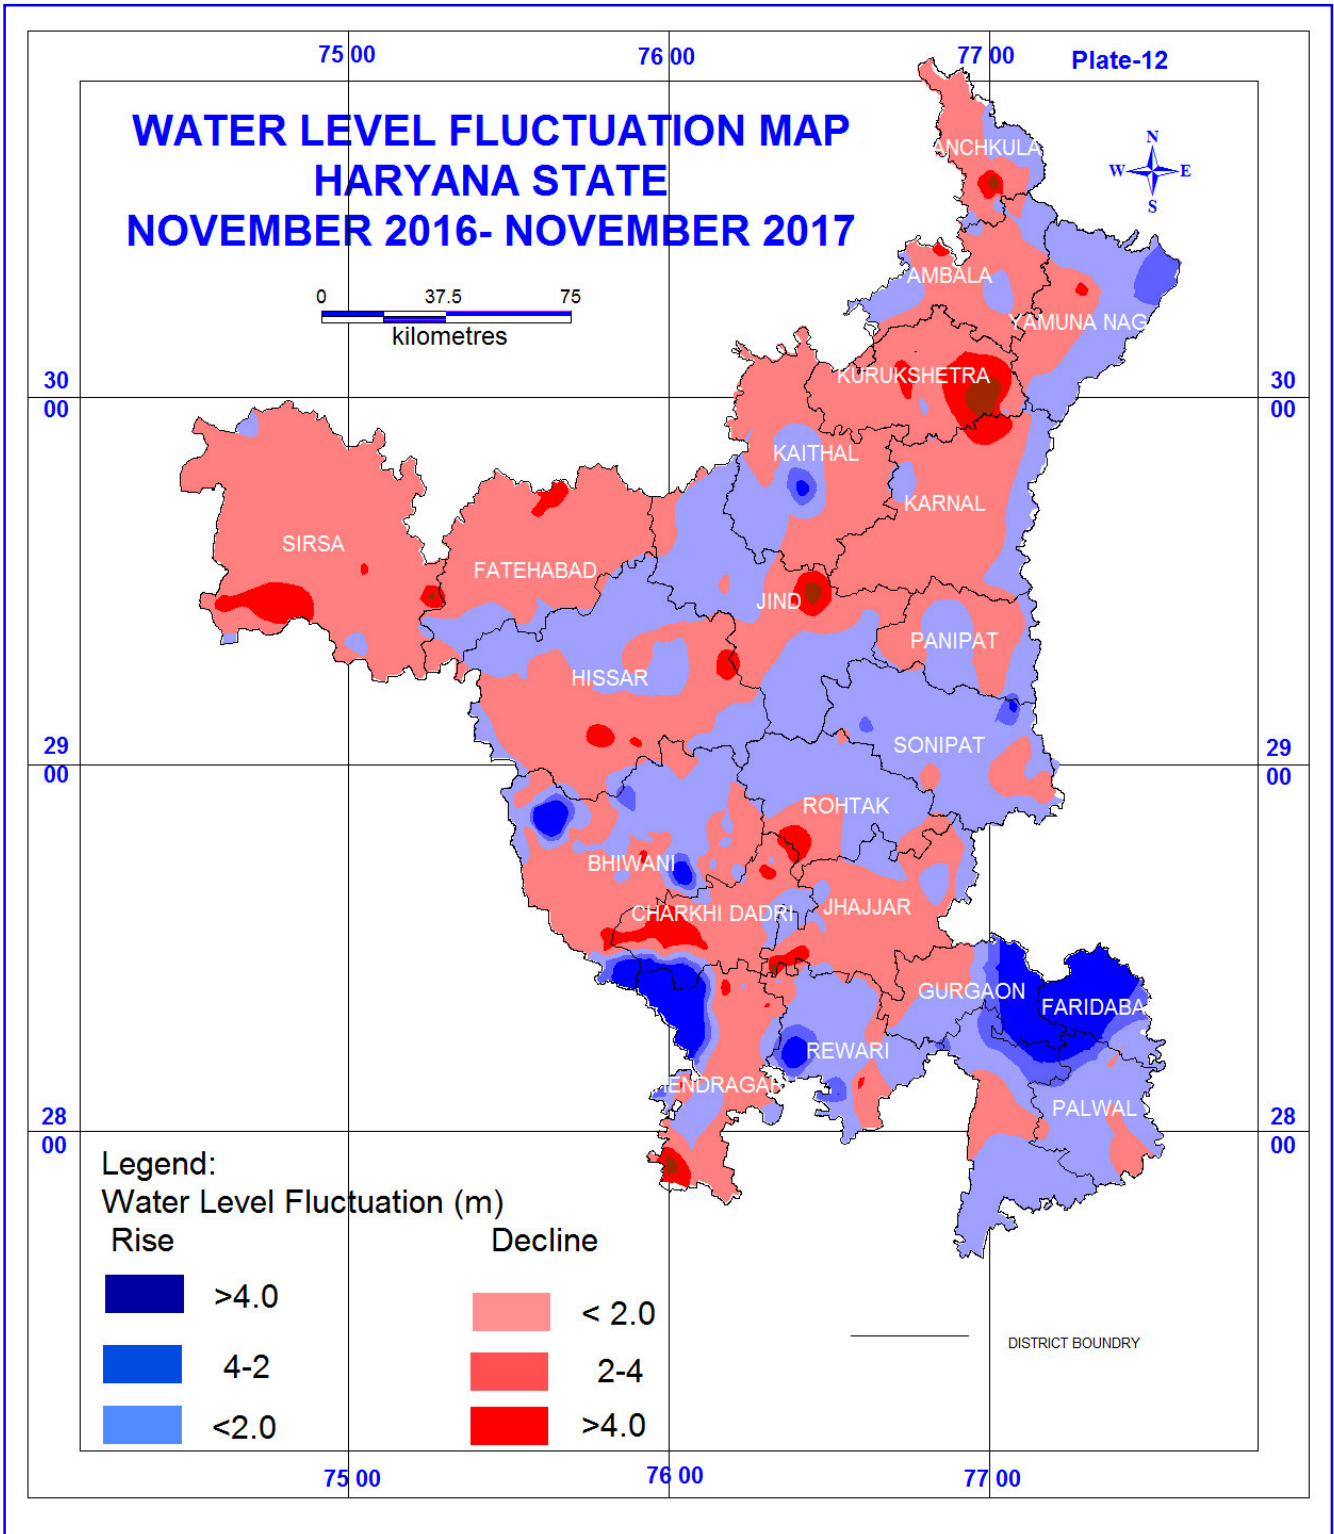 75 00
76 00
77 00
Plate-12
WATER LEVEL FLUCTUATION MAP
HARYANA STATE
NOVEMBER 2016- NOVEMBER 2017
N
W
E
S
0
37.5
75
kilometres
ANCHKULA
AMBALA
YAMUNA NAG
30
00
30
00
KURUKSHETRA
KAITHAL
KARNAL
SIRSA
FATEHABAD
JIND
PANIPAT
HISSAR
SONIPAT
29
00
29
00
ROHTAK
BHIWANI
CHARKHI DADRI
JHAJJAR
GURGAON
FARIDABA
REWARI
HENDRAGAR
PALWAL
28
00
28
00
Legend:
Water Level Fluctuation (m)
Rise
Decline
>4.0
< 2.0
4-2
2-4
<2.0
>4.0
DISTRICT BOUNDRY
75 00
76 00
77 00